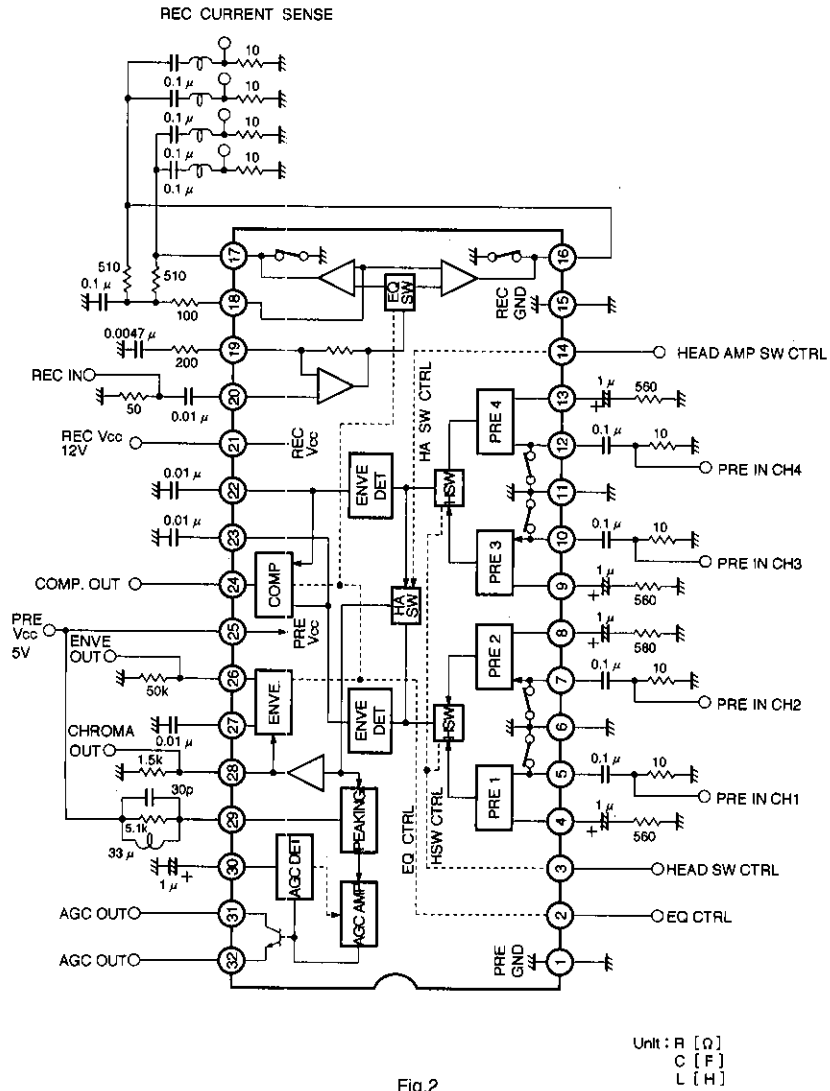 REC CURRENT SENSE
10
0.1 μ
10
0.1 μ
10
0.1 μ
10
0.1 μ
510
510
0.1 μ
100
0.0047 μ
200
REC IN
50
0.01 μ
REC Vcc
12V
0.01 μ
0.01 μ
COMP. OUT
PRE
Vcc
5V
ENVE
OUT
50k
0.01 μ
CHROMA
OUT
1.5k
30p
5.1k
33 μ
1 μ
+
AGC OUT
AGC OUT
17
18
19
20
21
22
23
24
25
26
27
28
29
30
31
32
EQ
SW
REC
Vcc
ENVE
DET
COMP
PRE
Vcc
ENVE.
ENVE
DET
HA
SW
HA SW CTRL
HSW
HSW
PEAKING
AGC DET
AGC AMP
EQ CTRL
HSW CTRL
PRE 4
PRE 3
PRE 2
PRE 1
REC
GND
PRE
GND
16
15
14
HEAD AMP SW CTRL
13
1 μ
+
560
12
0.1 μ
10
PRE IN CH4
11
10
0.1 μ
10
PRE IN CH3
9
1 μ
+
560
8
1 μ
+
580
7
0.1 μ
10
PRE IN CH2
6
5
0.1 μ
10
PRE IN CH1
4
1 μ
+
560
3
HEAD SW CTRL
2
EQ CTRL
1
Unit : R [Ω]
C [F]
L [H]
Fig.2